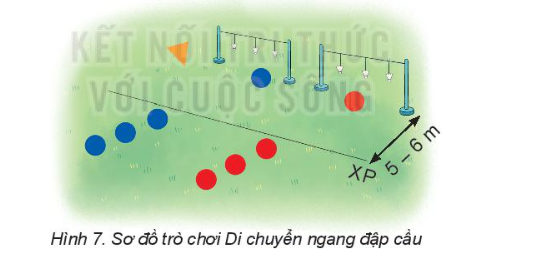 KẾT NỐI TRI THỨC
VỚI CUỘC SỐNG
XP
5 – 6 m
Hình 7. Sơ đồ trò chơi Di chuyển ngang đập cầu